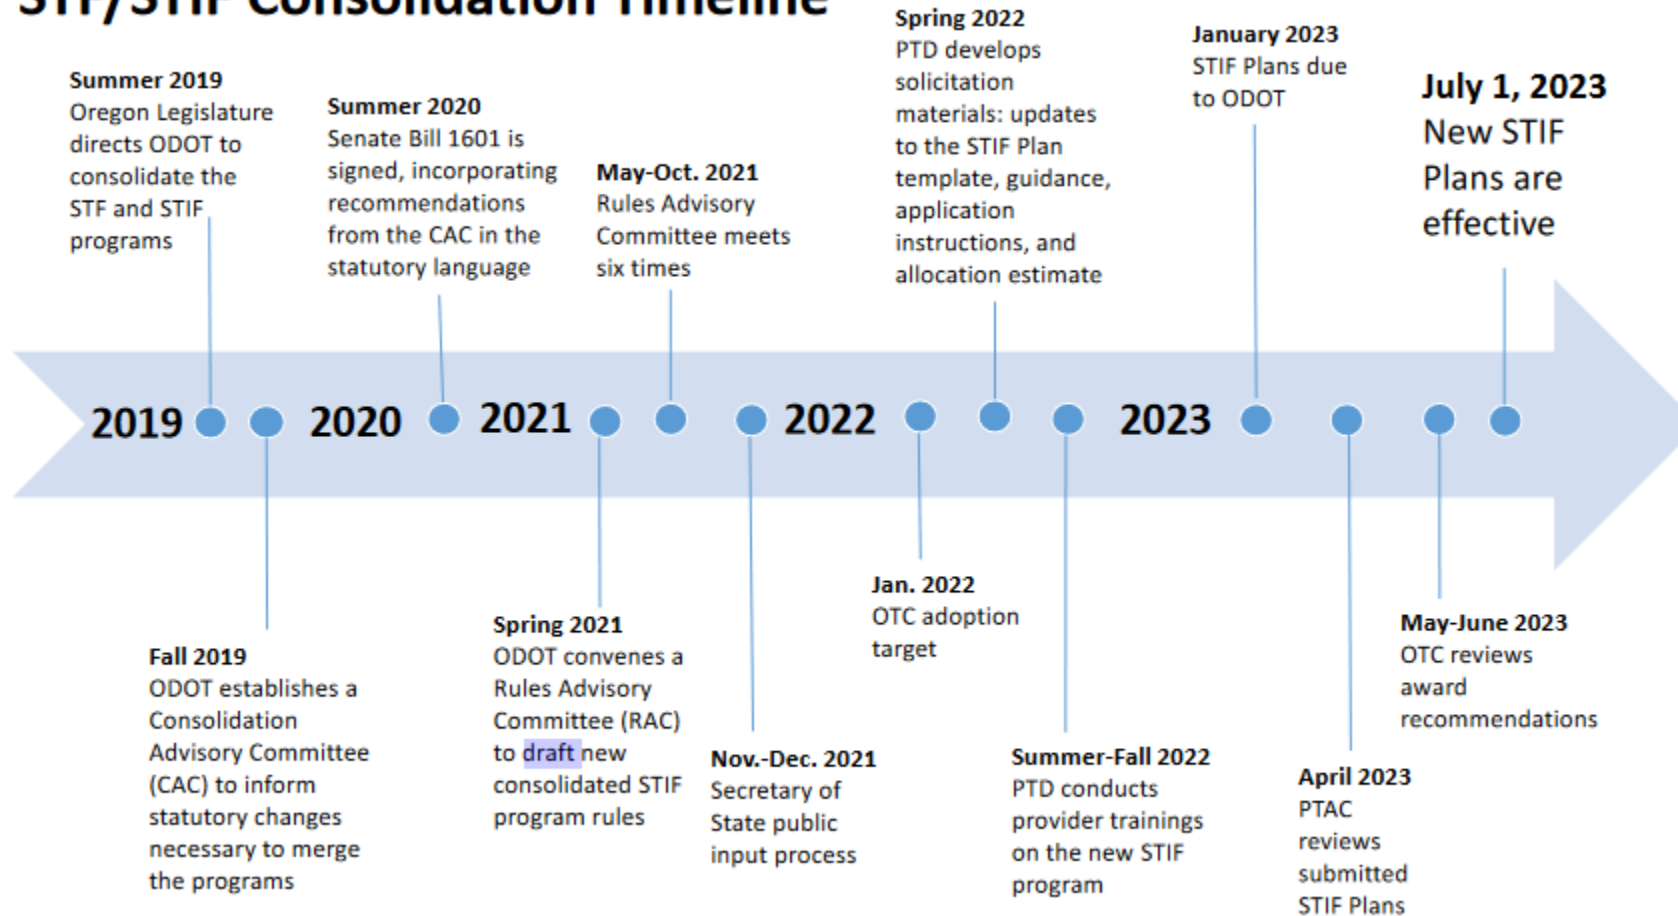 STF/STIF Consolidation Timeline
Summer 2019
Oregon Legislature
directs ODOT to
consolidate the
STF and STIF
programs
Summer 2020
Senate Bill 1601 is
signed, incorporating
recommendations
from the CAC in the
statutory language
May-Oct. 2021
Rules Advisory
Committee meets
six times
Spring 2022
PTD develops
solicitation
materials: updates
to the STIF Plan
template, guidance,
application
instructions, and
allocation estimate
January 2023
STIF Plans due
to ODOT
July 1, 2023
New STIF
Plans are
effective
2019
2020
2021
2022
2023
Fall 2019
ODOT establishes a
Consolidation
Advisory Committee
(CAC) to inform
statutory changes
necessary to merge
the programs
Spring 2021
ODOT convenes a
Rules Advisory
Committee (RAC)
to draft new
consolidated STIF
program rules
Nov.-Dec. 2021
Secretary of
State public
input process
Jan. 2022
OTC adoption
target
Summer-Fall 2022
PTD conducts
provider trainings
on the new STIF
program
April 2023
PTAC
reviews
submitted
STIF Plans
May-June 2023
OTC reviews
award
recommendations